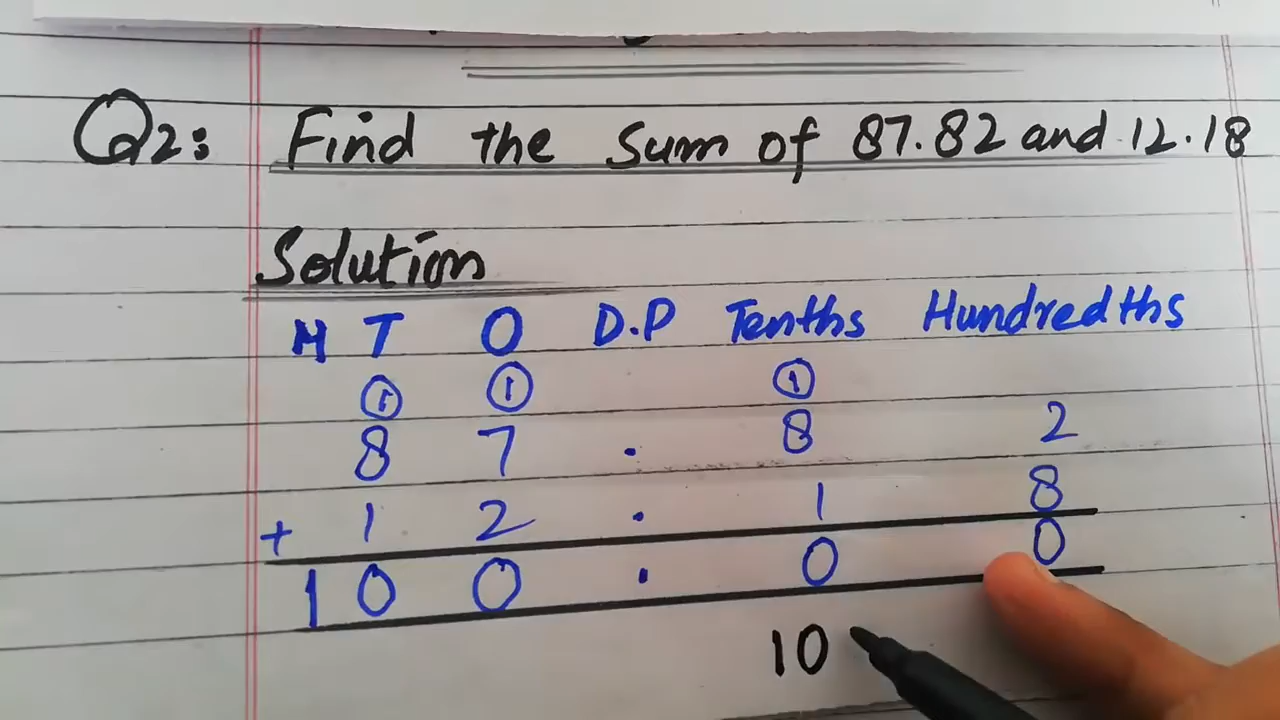 Q2: Find the sum of 87.82 and 12.18
Solution
H T O D.P Tenths Hundredths
1 1 1
8 7 . 8 2
+ 1 2 . 1 8
1 0 0 . 0 0
10